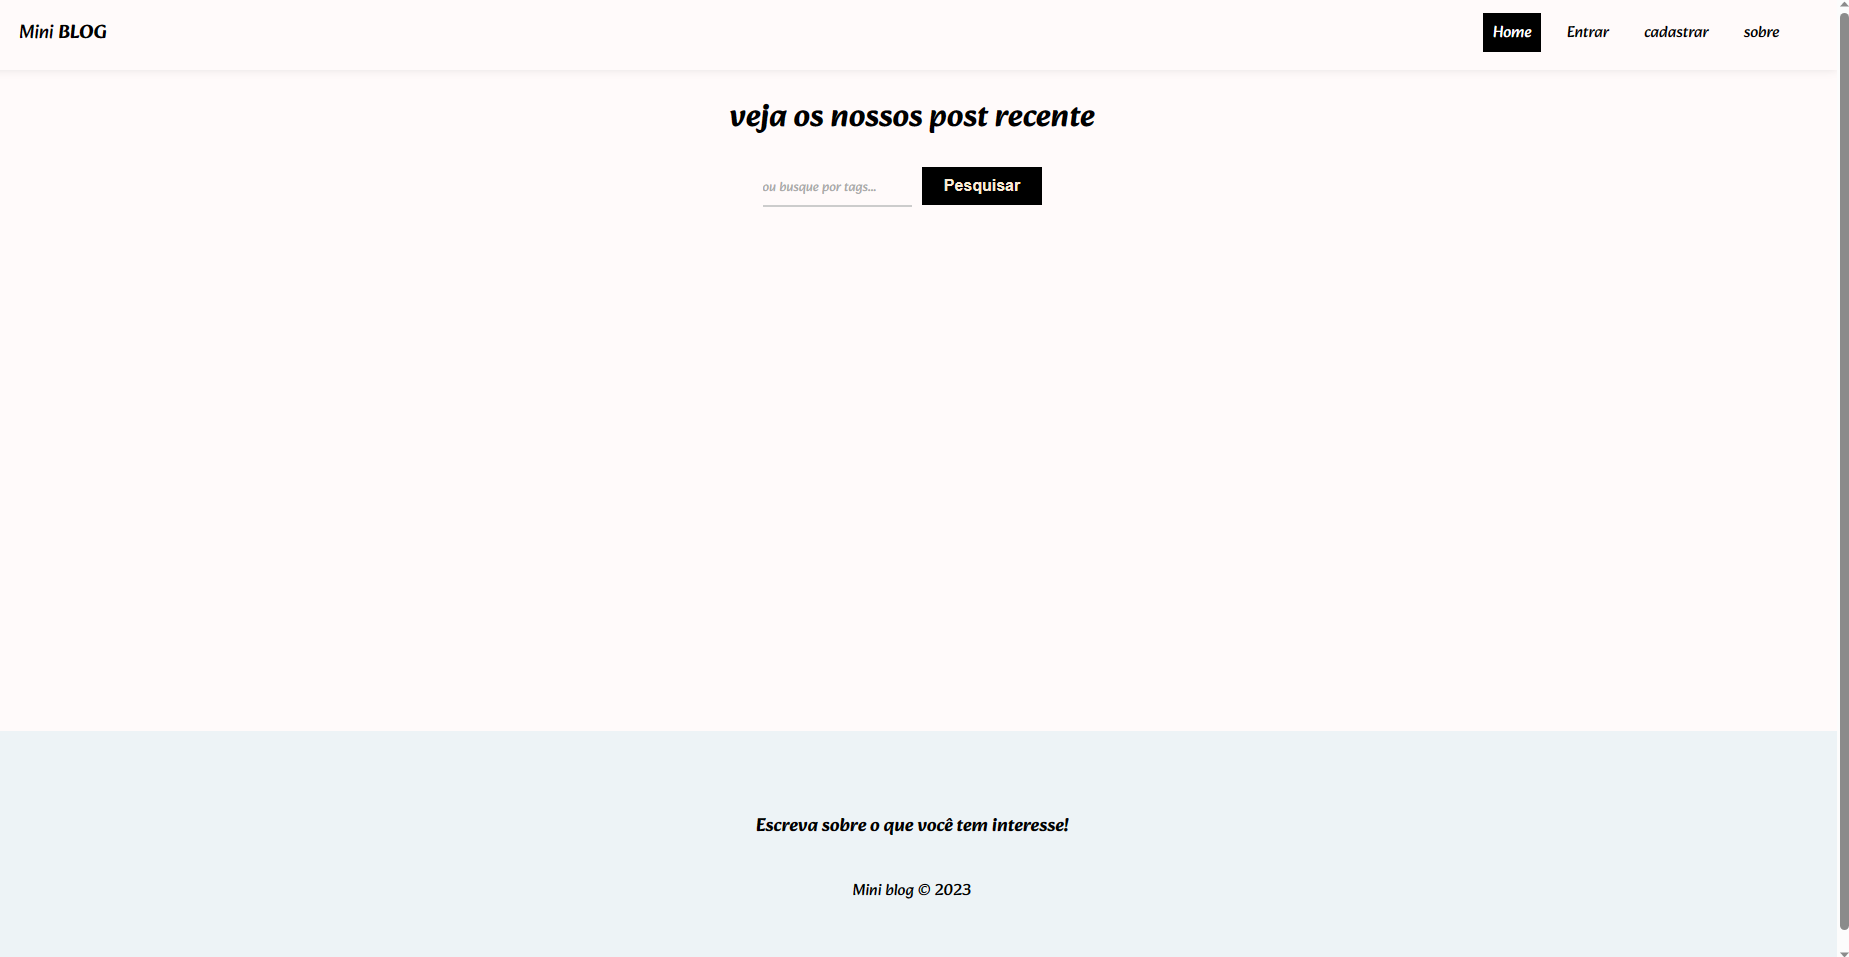 Mini BLOG
Home Entrar cadastrar sobre
veja os nossos post recente
ou busque por tags... Pesquisar
Escreva sobre o que você tem interesse!
Mini blog © 2023